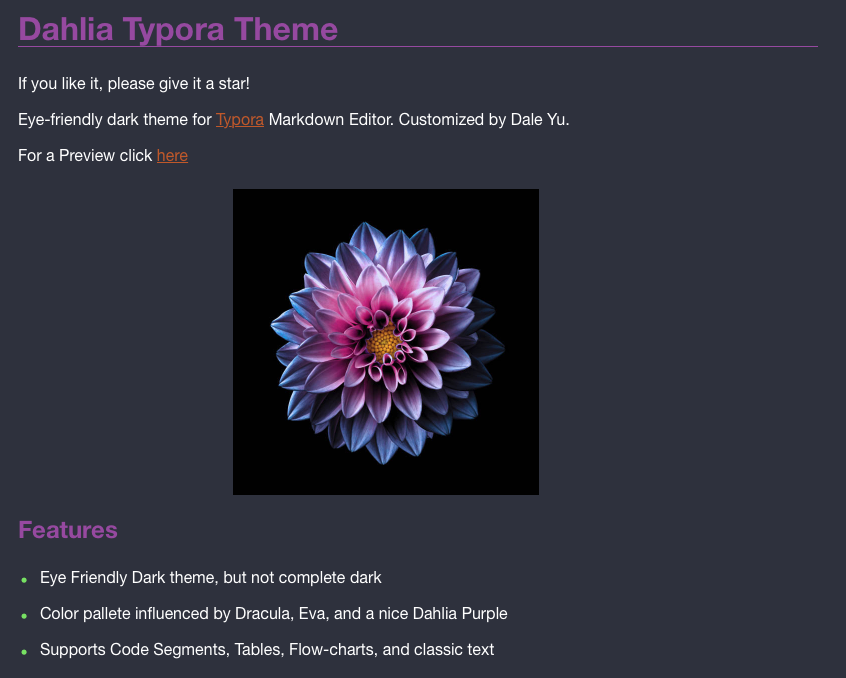 Dahlia Typora Theme
If you like it, please give it a star!
Eye-friendly dark theme for Typora Markdown Editor. Customized by Dale Yu.
For a Preview click here
Features
Eye Friendly Dark theme, but not complete dark
Color pallete influenced by Dracula, Eva, and a nice Dahlia Purple
Supports Code Segments, Tables, Flow-charts, and classic text